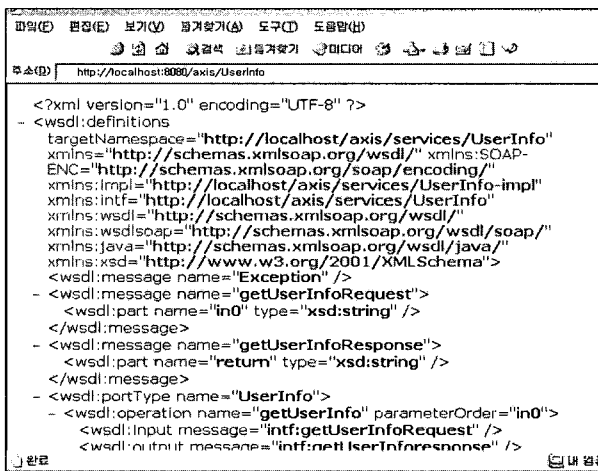 파일(F) 편집(E) 보기(V) 즐겨찾기(A) 도구(T) 도움말(H)
검색 즐겨찾기 미디어
주소(D) http://localhost:8080/axis/UserInfo
<?xml version="1.0" encoding="UTF-8" ?>
- <wsdl:definitions
targetNamespace="http://localhost/axis/services/UserInfo"
xmlns="http://schemas.xmlsoap.org/wsdl/" xmlns:SOAP-
ENC="http://schemas.xmlsoap.org/soap/encoding/"
xmlns:impl="http://localhost/axis/services/UserInfo-impl"
xmlns:intf="http://localhost/axis/services/UserInfo"
xmlns:wsdl="http://schemas.xmlsoap.org/wsdl/"
xmlns:wsdlsoap="http://schemas.xmlsoap.org/wsdl/soap/"
xmlns:java="http://schemas.xmlsoap.org/wsdl/java/"
xmlns:xsd="http://www.w3.org/2001/XMLSchema">
<wsdl:message name="Exception" />
- <wsdl:message name="getUserInfoRequest">
<wsdl:part name="in0" type="xsd:string" />
</wsdl:message>
- <wsdl:message name="getUserInfoResponse">
<wsdl:part name="return" type="xsd:string" />
</wsdl:message>
- <wsdl:portType name="UserInfo">
- <wsdl:operation name="getUserInfo" parameterOrder="in0">
<wsdl:input message="intf:getUserInfoRequest" />
<wsdl:output message="intf:getUserInforesponse" />
완료 내